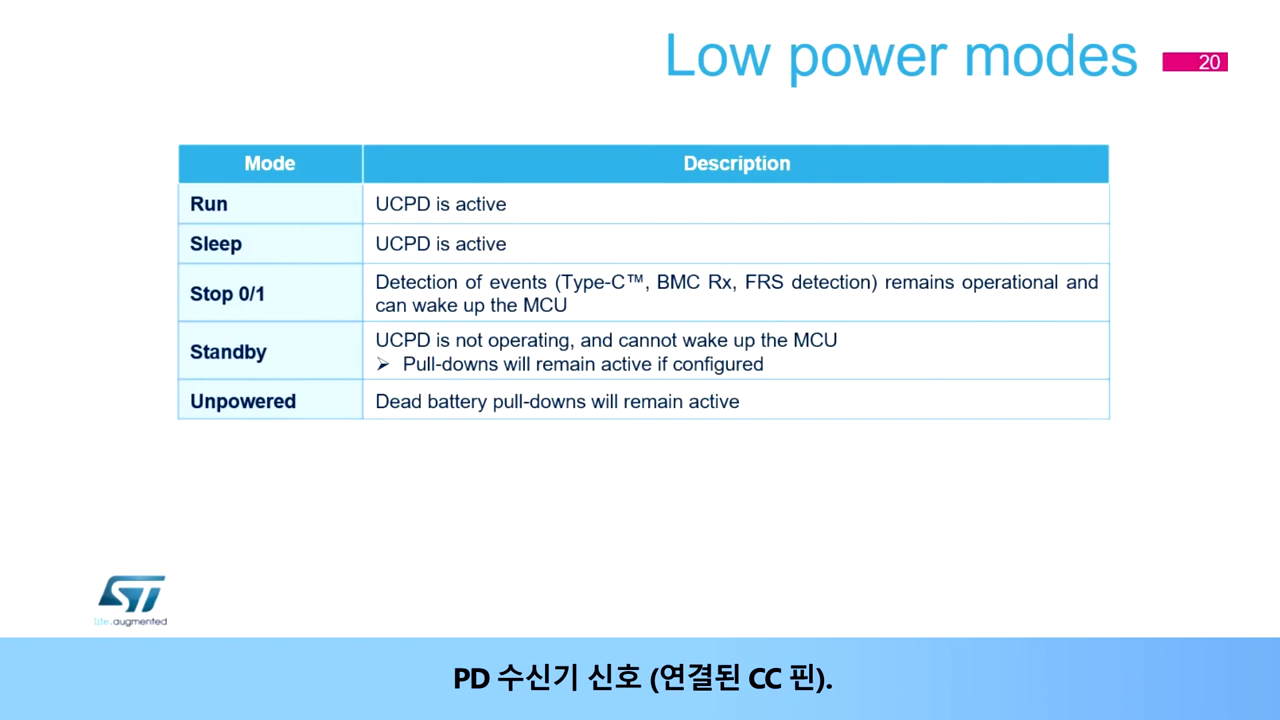 Low power modes
20
Mode
Description
Run
UCPD is active
Sleep
UCPD is active
Stop 0/1
Detection of events (Type-C™, BMC Rx, FRS detection) remains operational and
can wake up the MCU
Standby
UCPD is not operating, and cannot wake up the MCU
➢ Pull-downs will remain active if configured
Unpowered
Dead battery pull-downs will remain active
ST
life.augmented
PD 수신기 신호 (연결된 CC 핀).